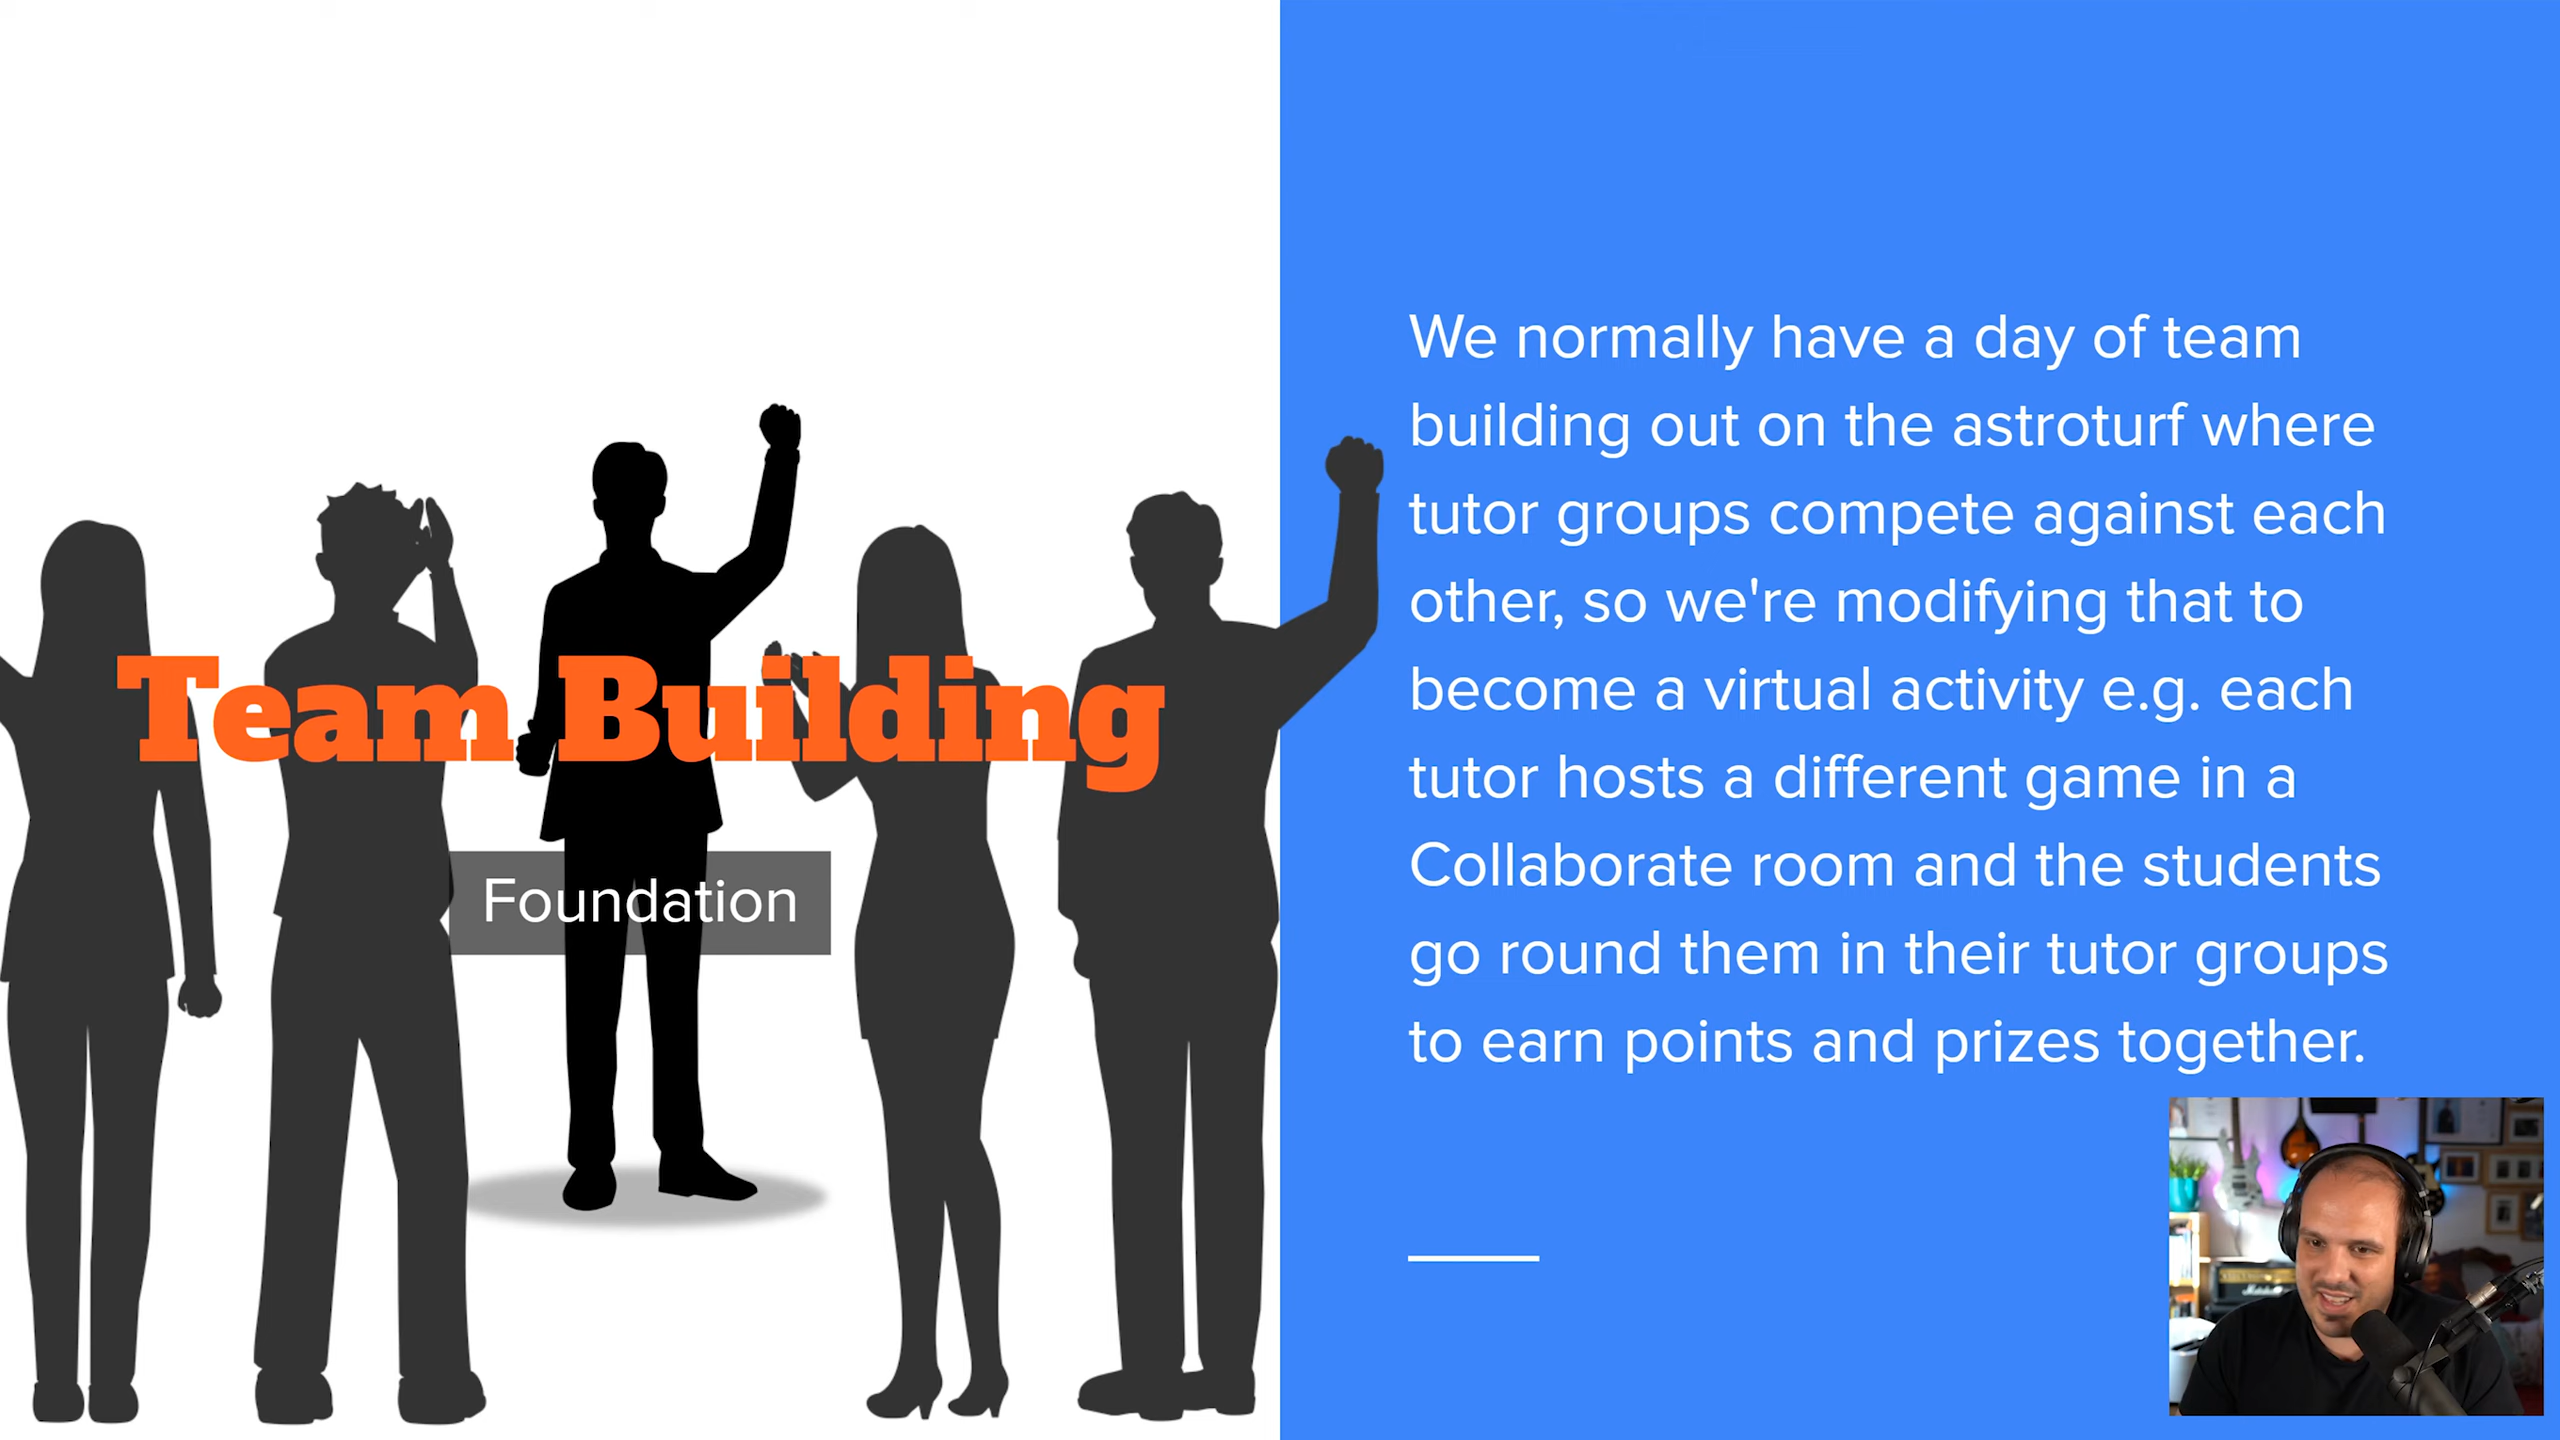 Team Building
Foundation
We normally have a day of team
building out on the astroturf where
tutor groups compete against each
other, so we're modifying that to
become a virtual activity e.g. each
tutor hosts a different game in a
Collaborate room and the students
go round them in their tutor groups
to earn points and prizes together.
Marshall